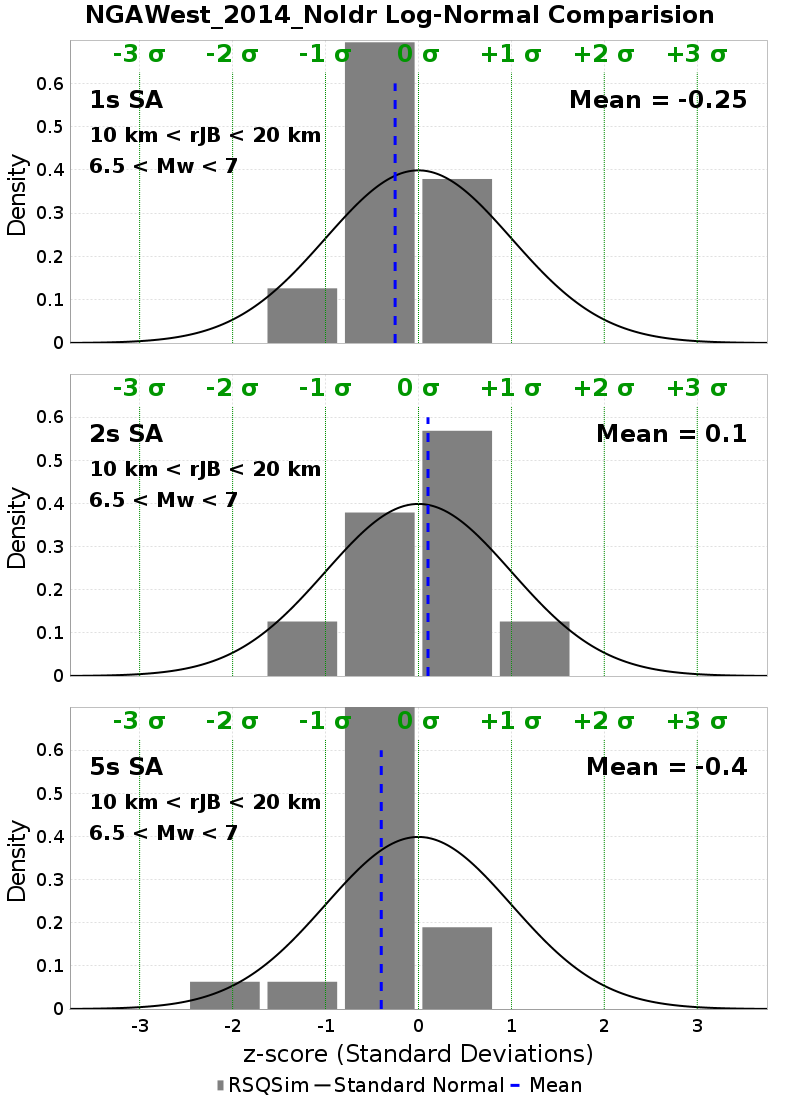 NGAWest_2014_NoIdr Log-Normal Comparision
-3 σ -2 σ -1 σ 0 σ +1 σ +2 σ +3 σ
0.6
1s SA Mean = -0.25
0.5
10 km < rJB < 20 km
6.5 < Mw < 7
0.4
0.3
0.2
0.1
0
Density
-3 σ -2 σ -1 σ 0 σ +1 σ +2 σ +3 σ
0.6
2s SA Mean = 0.1
0.5
10 km < rJB < 20 km
6.5 < Mw < 7
0.4
0.3
0.2
0.1
0
Density
-3 σ -2 σ -1 σ 0 σ +1 σ +2 σ +3 σ
0.6
5s SA Mean = -0.4
0.5
10 km < rJB < 20 km
6.5 < Mw < 7
0.4
0.3
0.2
0.1
0
Density
-3 -2 -1 0 1 2 3
z-score (Standard Deviations)
RSQSim Standard Normal Mean